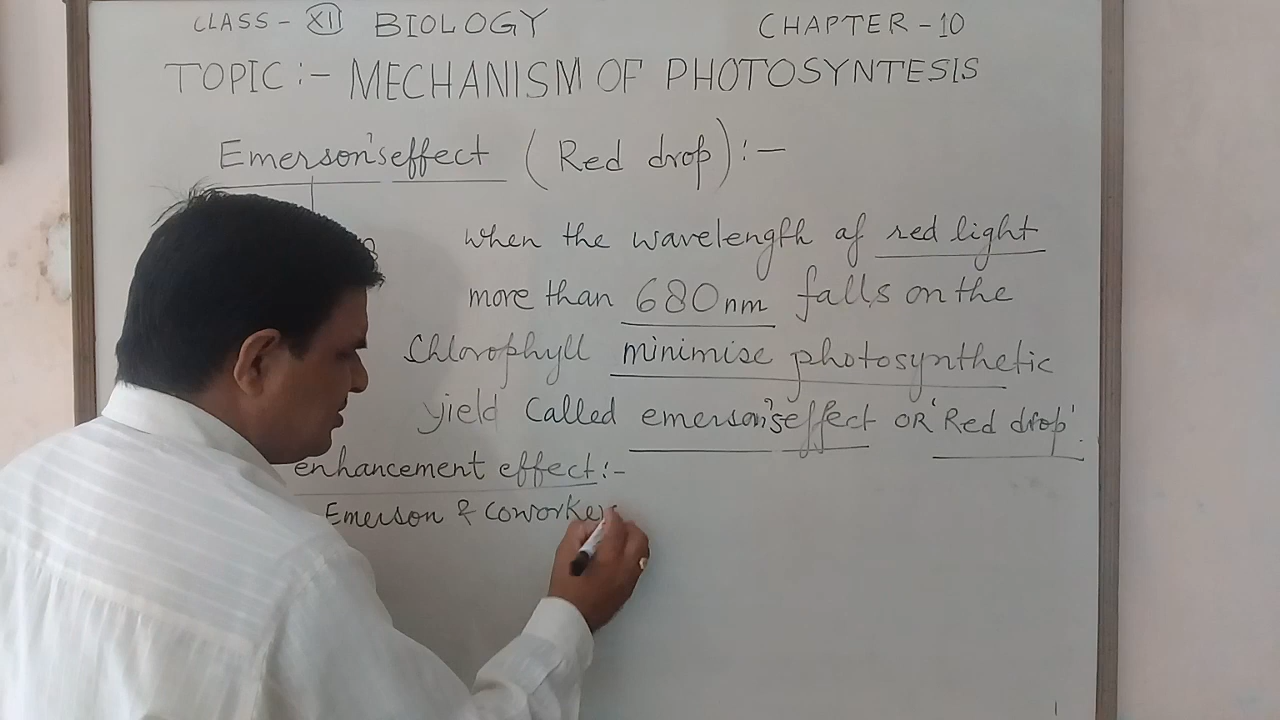 CLASS - XII BIOLOGY CHAPTER - 10
TOPIC :- MECHANISM OF PHOTOSYNTESIS
Emerson's effect (Red drop) :-
when the wavelength of red light
more than 680nm falls on the
Chlorophyll minimise photosynthetic
yield Called emerson's effect OR 'Red drop'.
enhancement effect :-
Emerson & Coworke